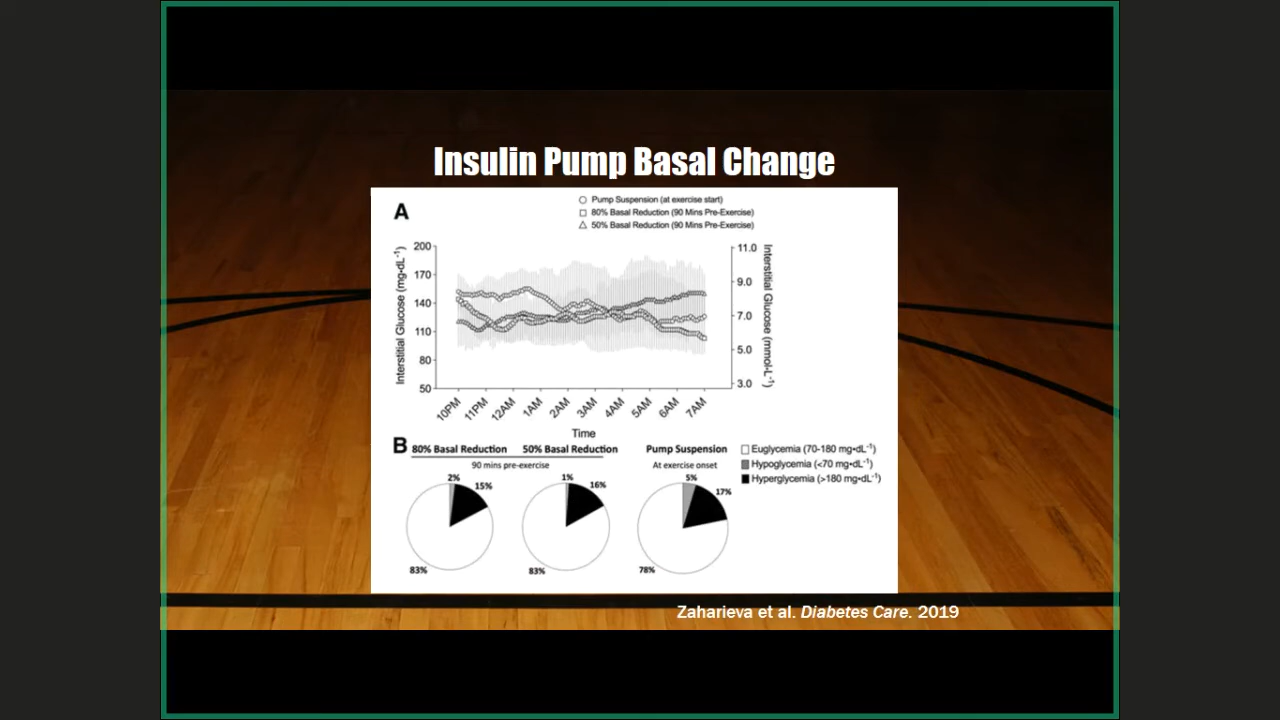 Insulin Pump Basal Change
A
Pump Suspension (at exercise start)
80% Basal Reduction (90 Mins Pre-Exercise)
50% Basal Reduction (90 Mins Pre-Exercise)
Interstitial Glucose (mg•dL⁻¹)
200
170
140
110
80
50
11.0
9.0
7.0
5.0
3.0
Interstitial Glucose (mmol•L⁻¹)
10PM 11PM 12AM 1AM 2AM 3AM 4AM 5AM 6AM 7AM
Time
B
80% Basal Reduction 50% Basal Reduction
90 mins pre-exercise
Pump Suspension
At exercise onset
Euglycemia (70-180 mg•dL⁻¹)
Hypoglycemia (<70 mg•dL⁻¹)
Hyperglycemia (>180 mg•dL⁻¹)
2%
15%
83%
1%
16%
83%
5%
17%
78%
Zaharieva et al. Diabetes Care. 2019